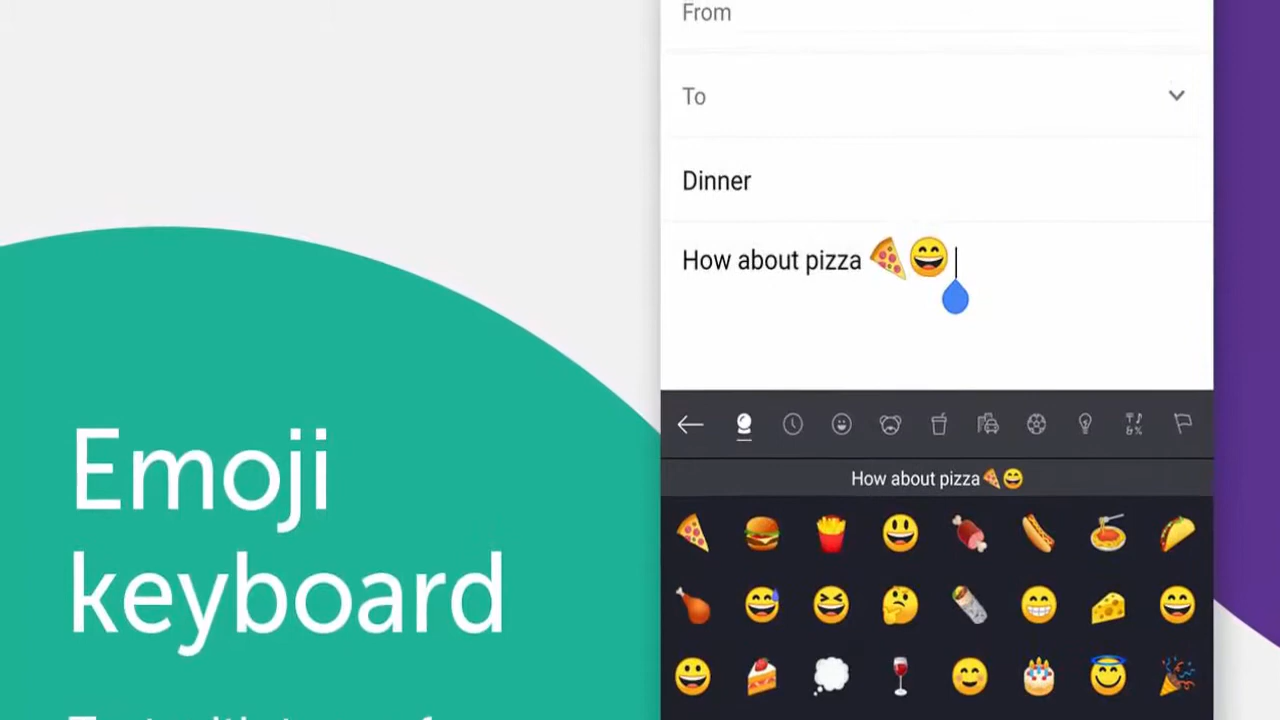 From
To
Dinner
How about pizza 🍕😄
How about pizza🍕😄
Emoji
keyboard